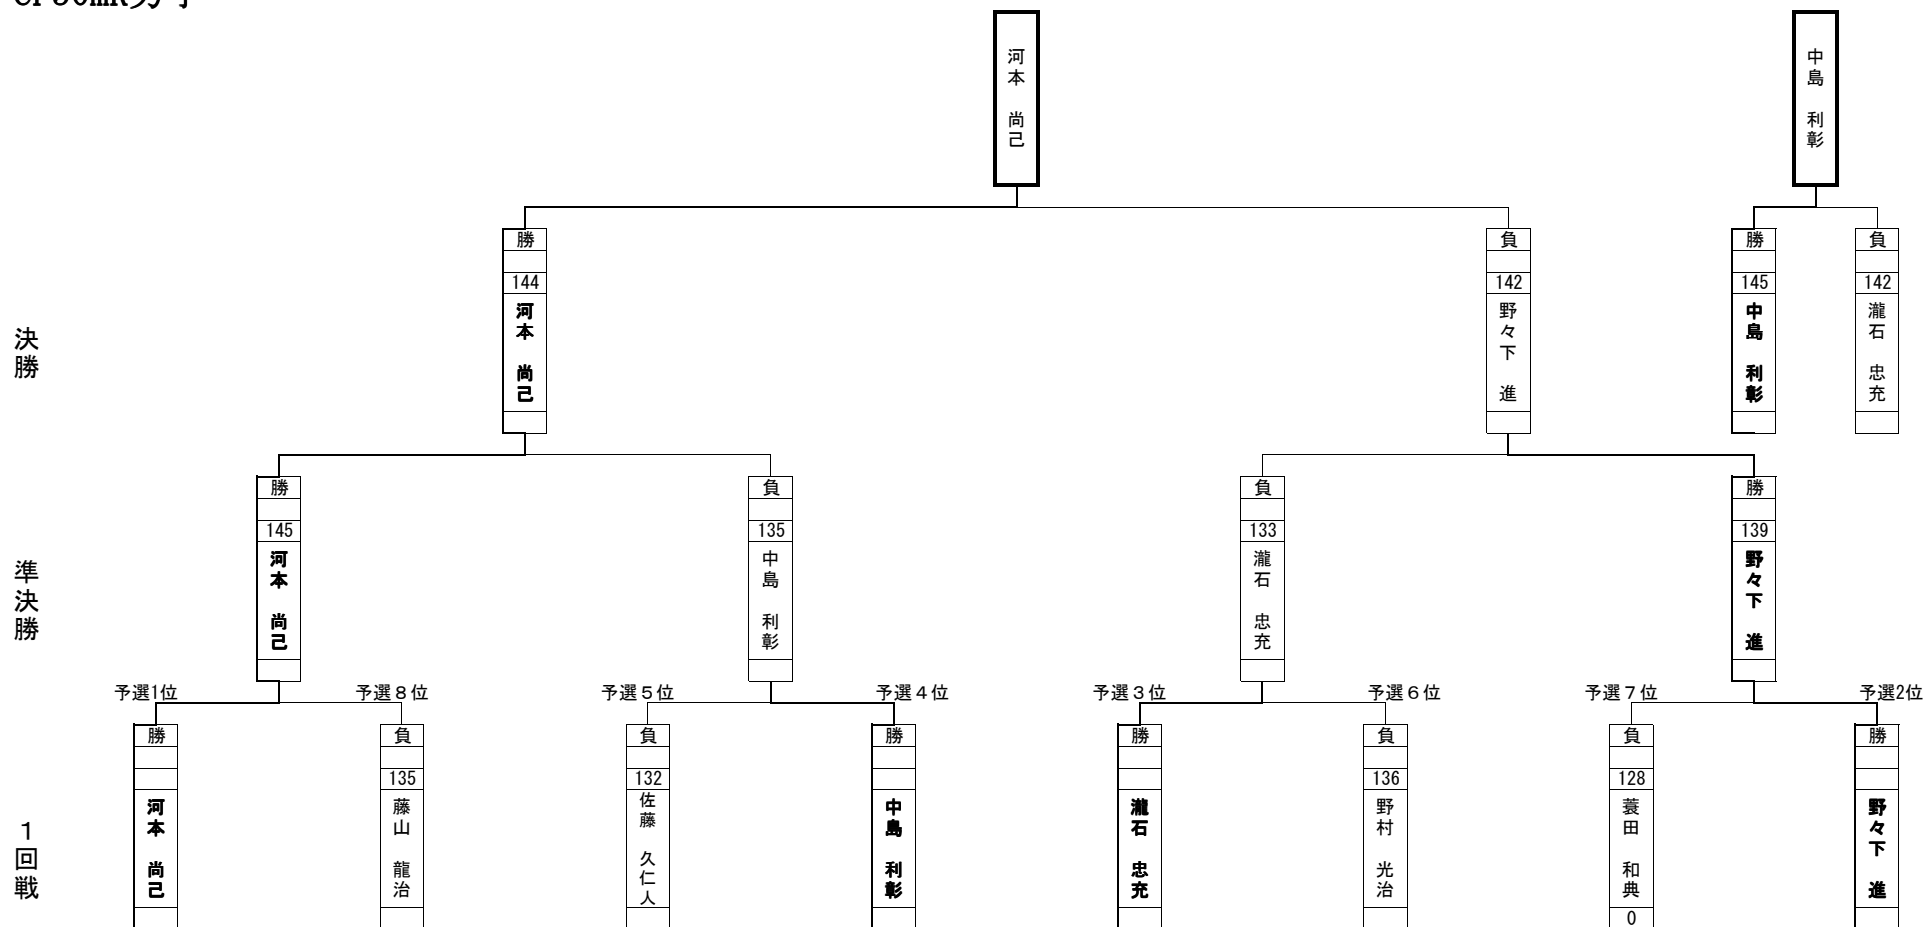 河本 尚己
中島 利彰
決勝
勝
144
河本 尚己
負
142
野々下 進
勝
145
中島 利彰
負
142
瀧石 忠充
準決勝
勝
145
河本 尚己
負
135
中島 利彰
負
133
瀧石 忠充
勝
139
野々下 進
予選1位
予選８位
予選５位
予選４位
予選３位
予選６位
予選７位
予選2位
１回戦
勝
河本 尚己
負
135
藤山 龍治
負
132
佐藤 久仁人
勝
中島 利彰
勝
瀧石 忠充
負
136
野村 光治
負
128
蓑田 和典
0
勝
野々下 進